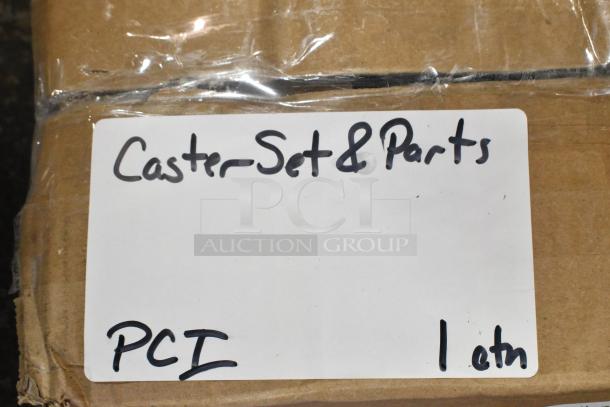 Caster Set & Parts
PCI
AUCTION GROUP
PCI 1 ctn